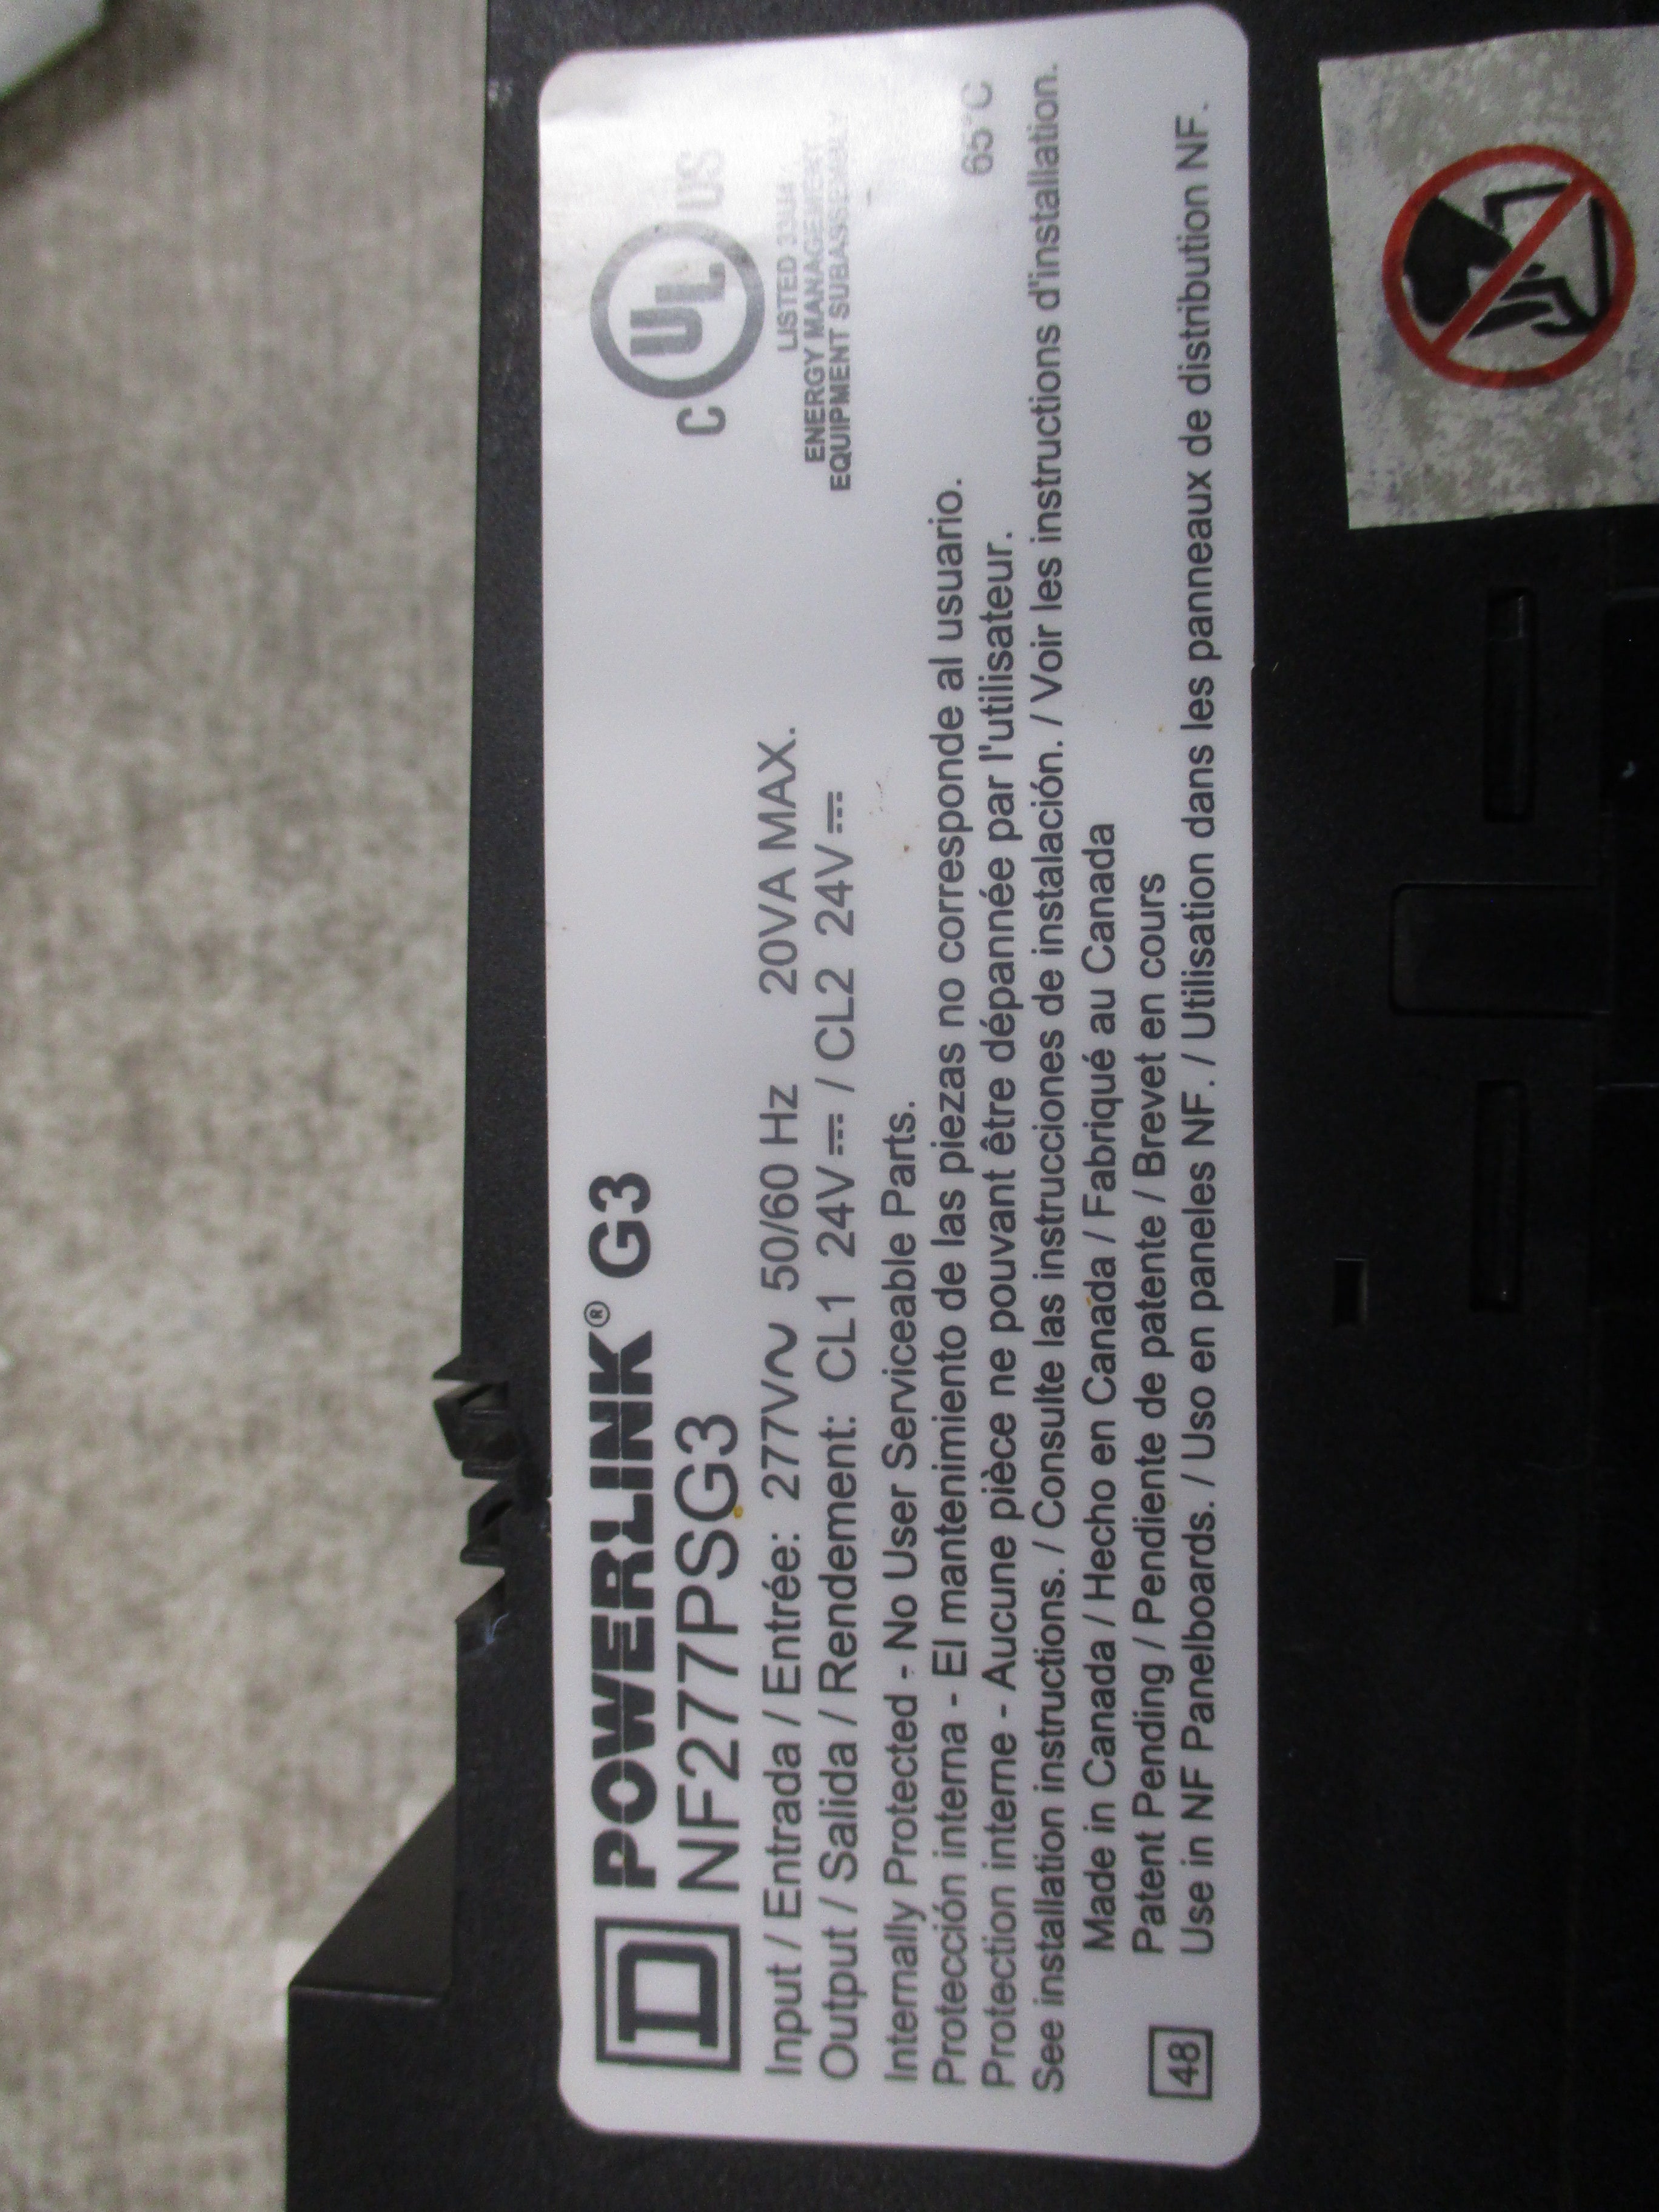 D POWERLINK® G3
NF277PSG3
Input / Entrada / Entrée: 277V∿ 50/60 Hz 20VA MAX.
Output / Salida / Rendement: CL1 24V⎓ / CL2 24V⎓
C UL US
LISTED
ENERGY MANAGEMENT
EQUIPMENT SUBASSEMBLY
Internally Protected - No User Serviceable Parts.
Protección interna - El mantenimiento de las piezas no corresponde al usuario.
Protection interne - Aucune pièce ne pouvant être dépannée par l'utilisateur. 65°C
See installation instructions. / Consulte las instrucciones de instalación. / Voir les instructions d'installation.
Made in Canada / Hecho en Canada / Fabriqué au Canada
Patent Pending / Pendiente de patente / Brevet en cours
48 Use in NF Panelboards. / Uso en paneles NF. / Utilisation dans les panneaux de distribution NF.